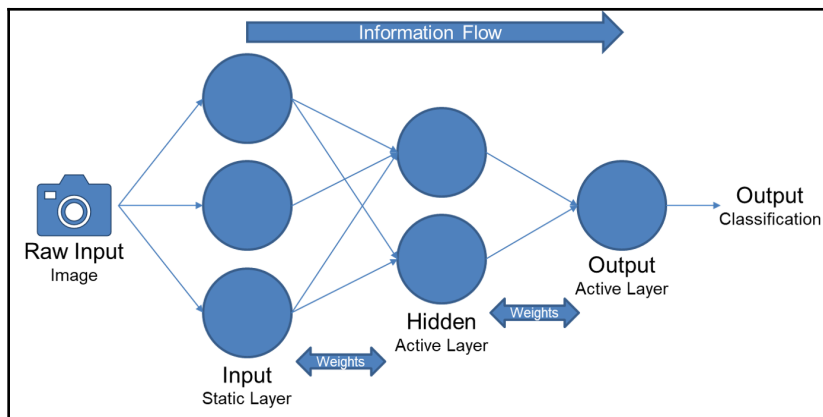 Information Flow
Raw Input
Image
Input
Static Layer
Weights
Hidden
Active Layer
Weights
Output
Active Layer
Output
Classification